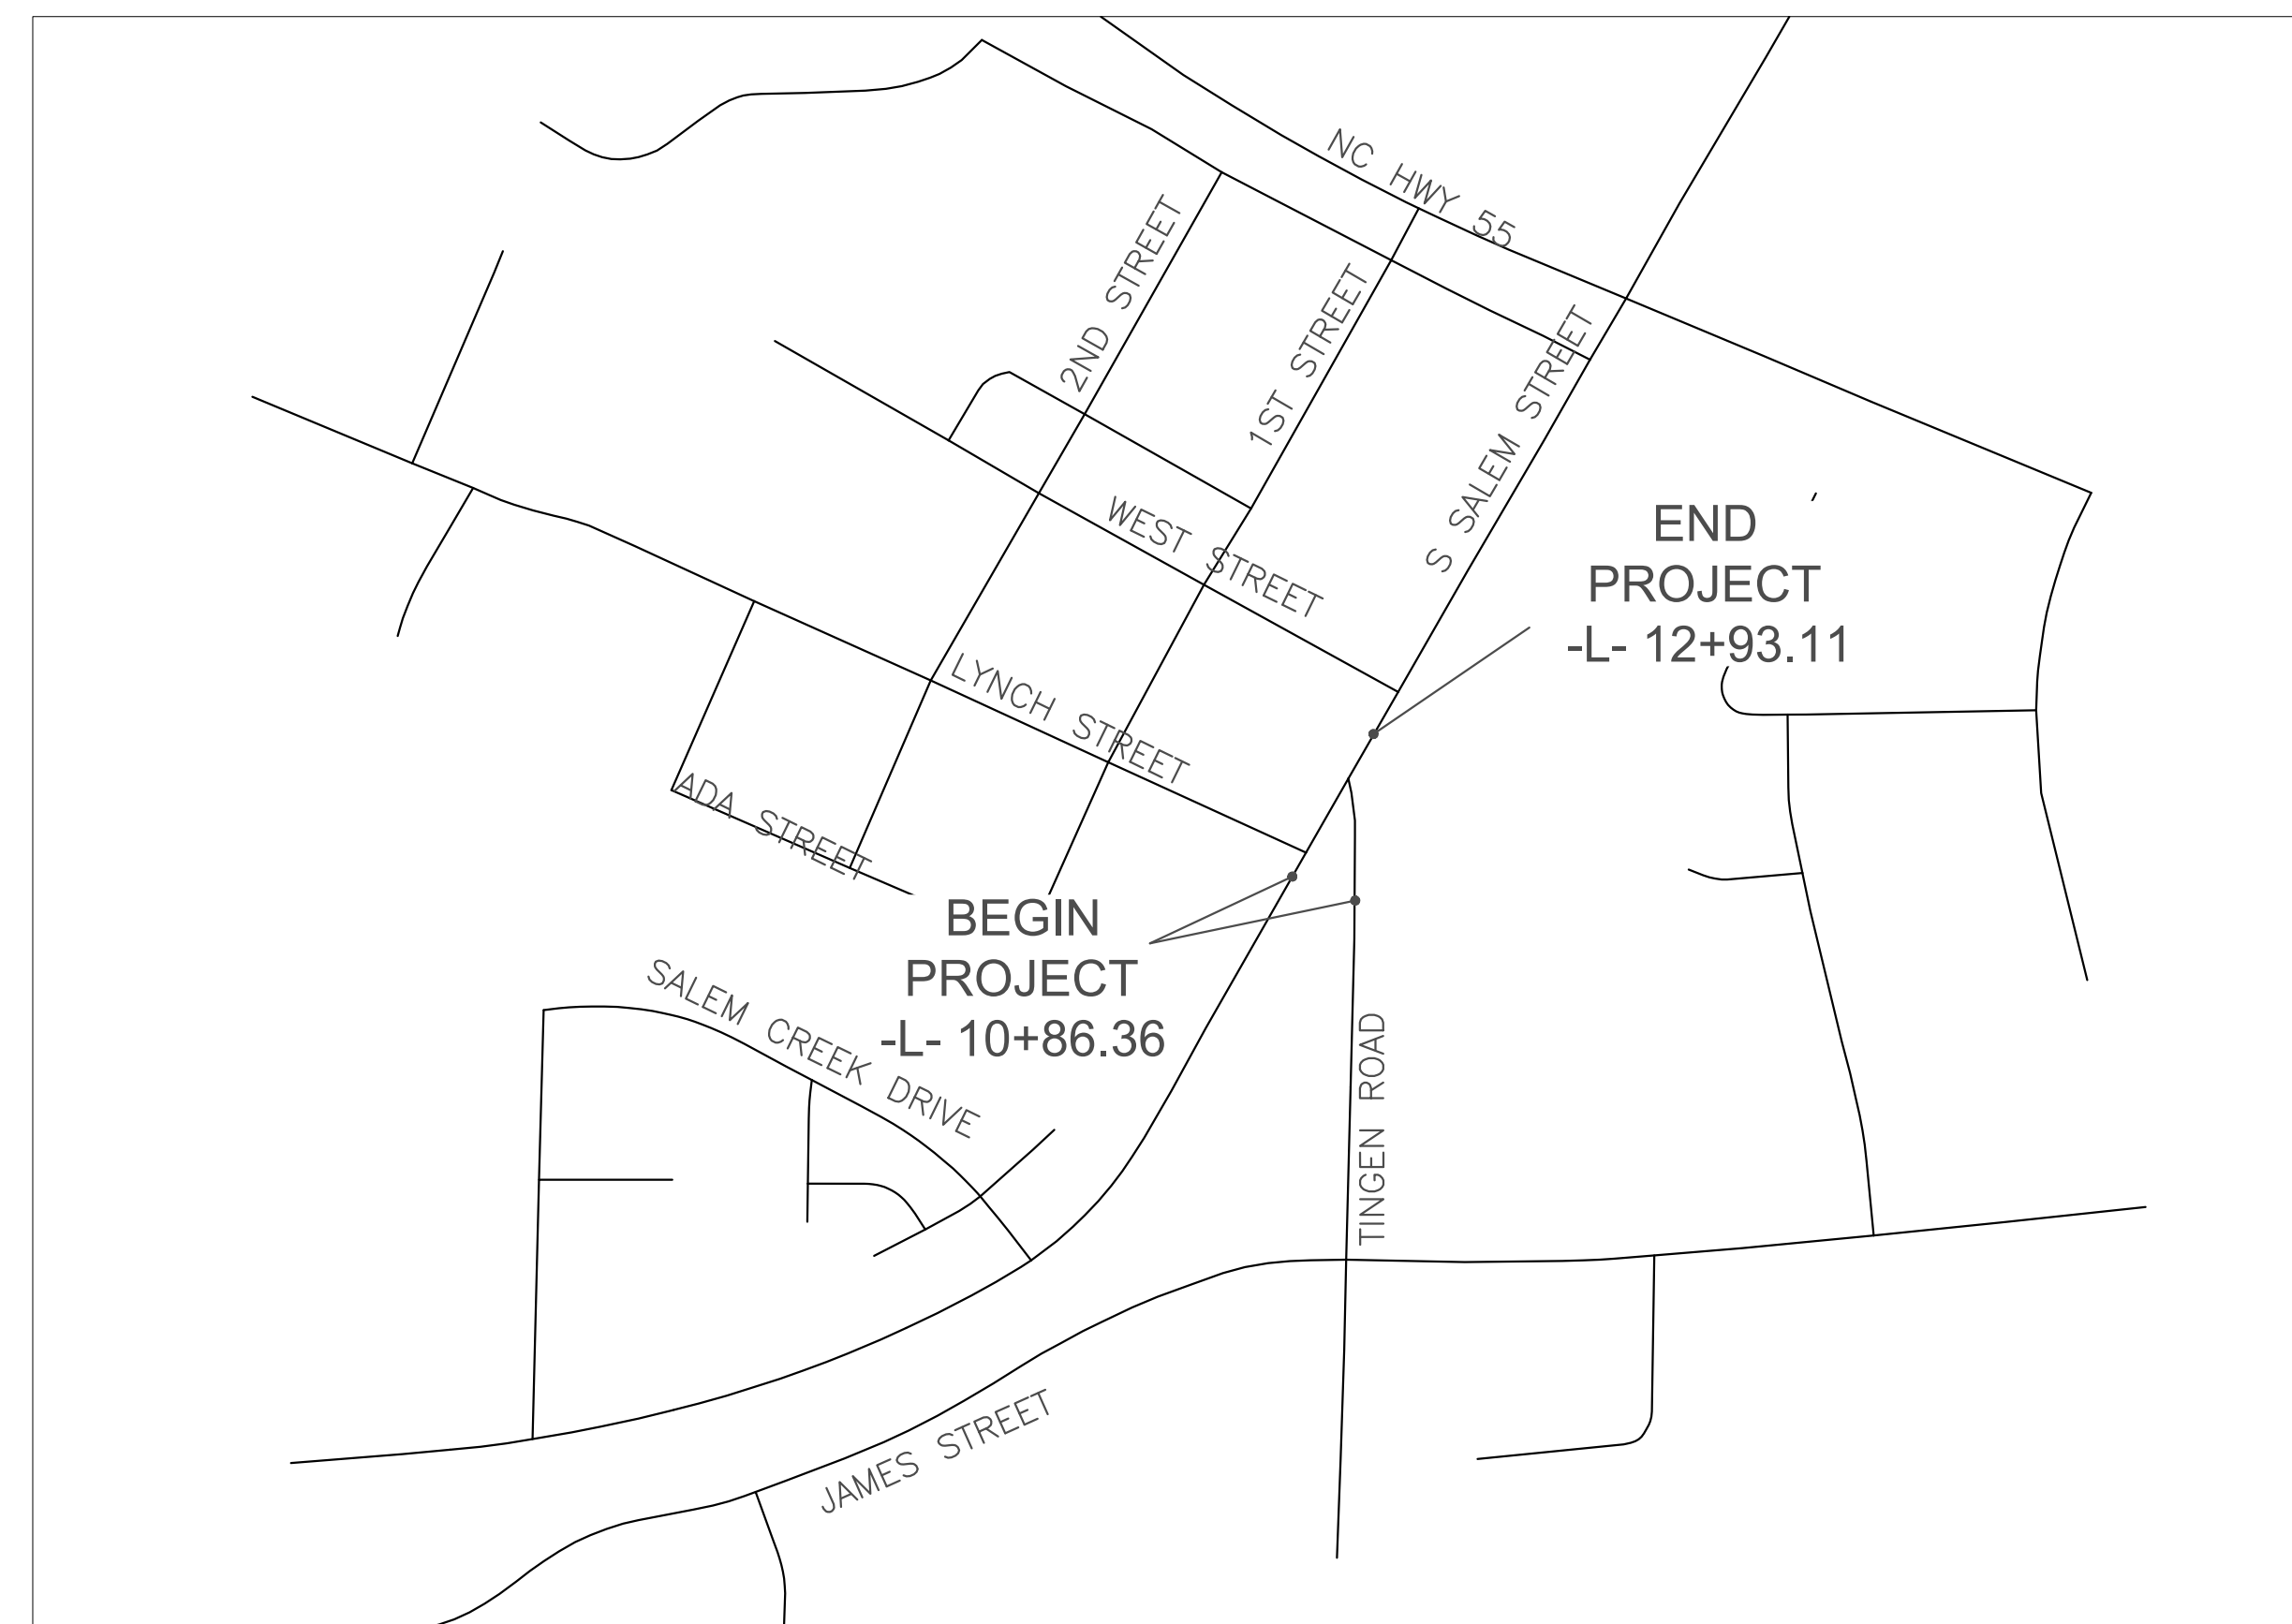 NC HWY 55
2ND STREET
1ST STREET
S SALEM STREET
WEST STREET
END
PROJECT
-L- 12+93.11
LYNCH STREET
ADA STREET
BEGIN
PROJECT
-L- 10+86.36
SALEM CREEK DRIVE
TINGEN ROAD
JAMES STREET